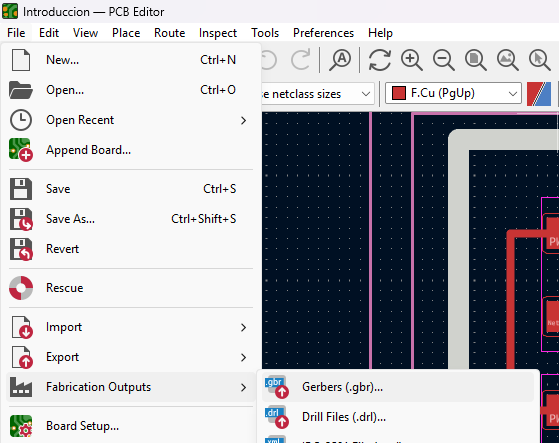 Introduccion — PCB Editor
File Edit View Place Route Inspect Tools Preferences Help
New... Ctrl+N
Open... Ctrl+O
Open Recent
Append Board...
Save Ctrl+S
Save As... Ctrl+Shift+S
Revert
Rescue
Import
Export
Fabrication Outputs
Board Setup...
e netclass sizes
F.Cu (PgUp)
.gbr Gerbers (.gbr)...
.drl Drill Files (.drl)...